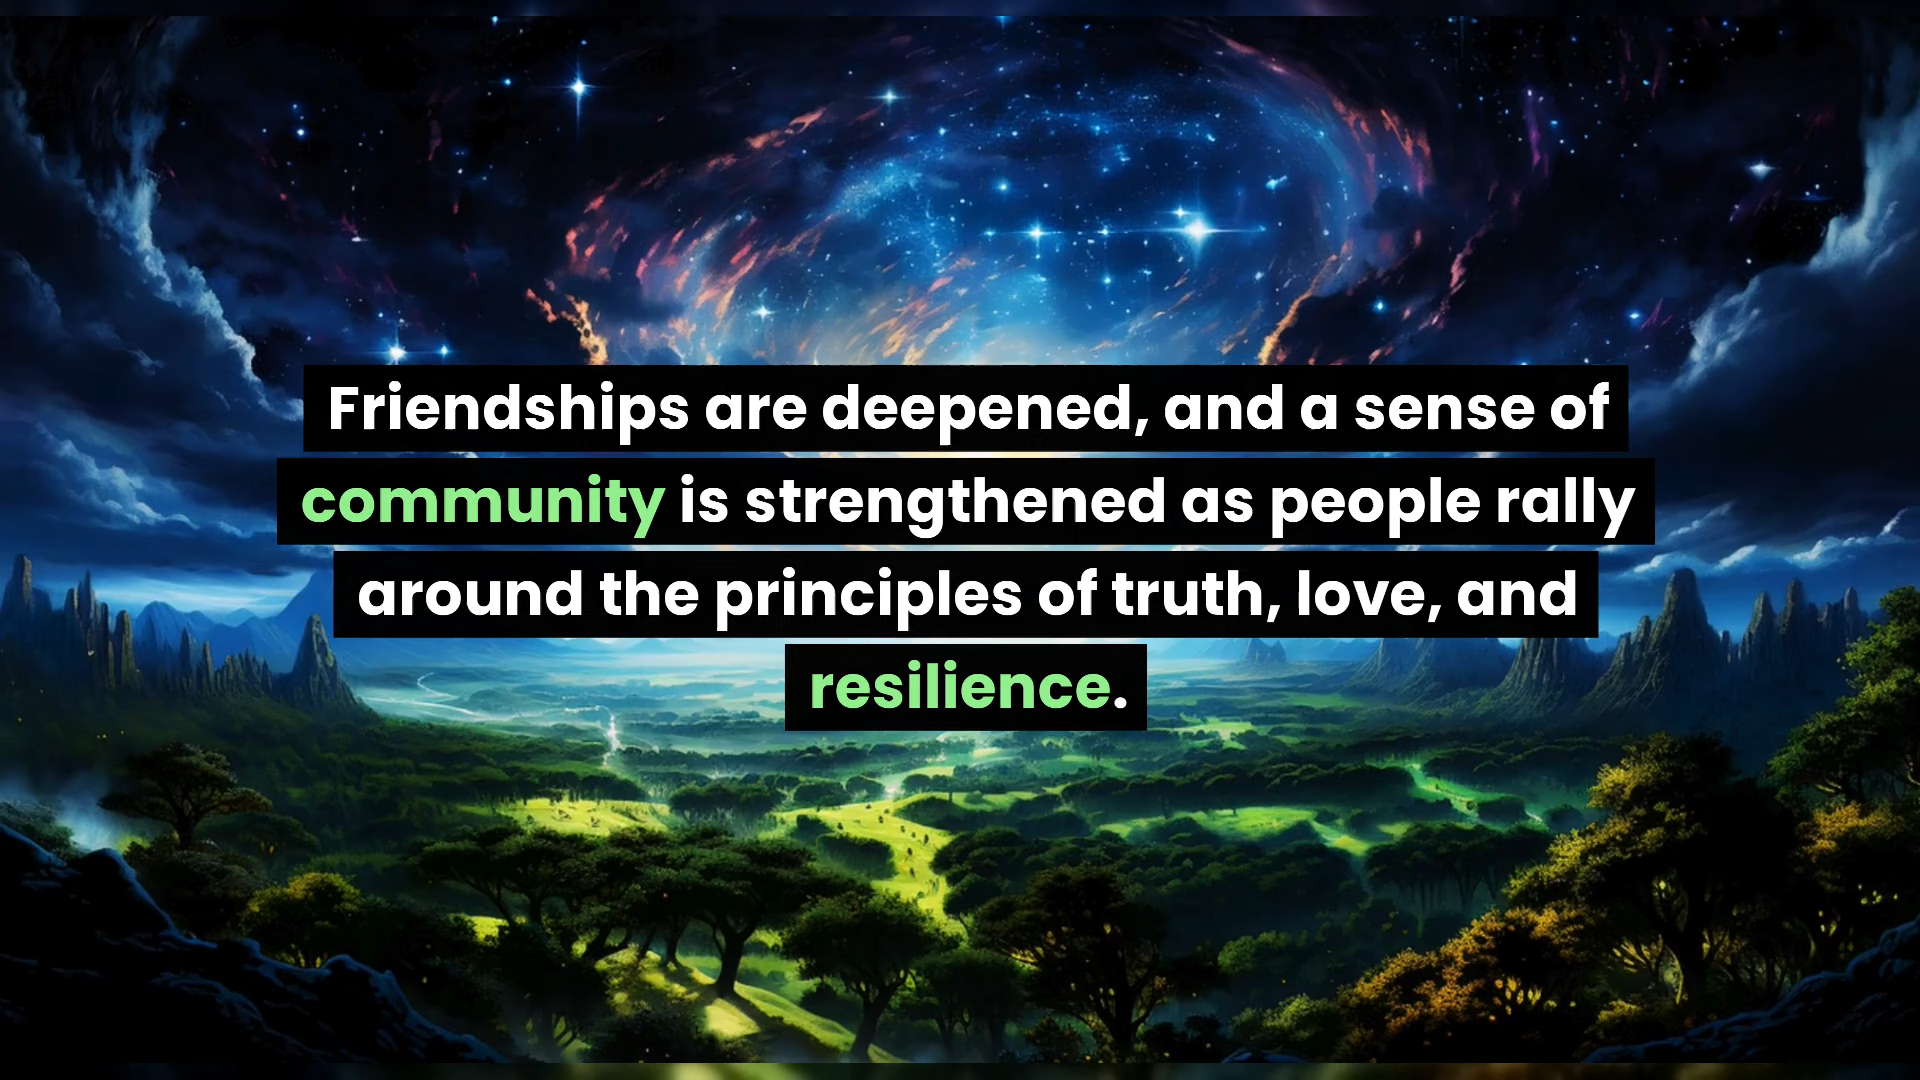 Friendships are deepened, and a sense of
community is strengthened as people rally
around the principles of truth, love, and
resilience.